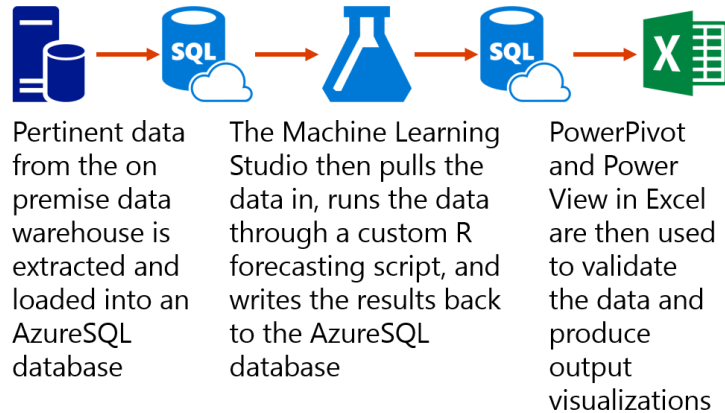 SQL
SQL
X
Pertinent data
from the on
premise data
warehouse is
extracted and
loaded into an
AzureSQL
database
The Machine Learning
Studio then pulls the
data in, runs the data
through a custom R
forecasting script, and
writes the results back
to the AzureSQL
database
PowerPivot
and Power
View in Excel
are then used
to validate
the data and
produce
output
visualizations